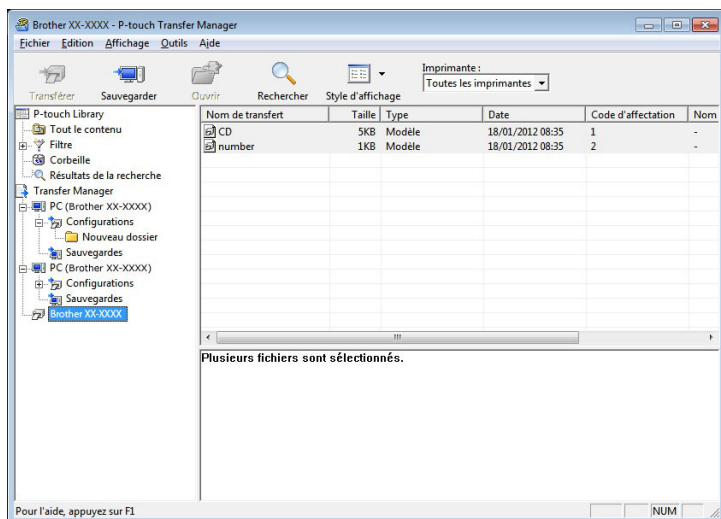 Brother XX-XXXX - P-touch Transfer Manager
Fichier Edition Affichage Outils Aide
Transférer Sauvegarder Ouvrir Rechercher Style d'affichage
Imprimante :
Toutes les imprimantes
P-touch Library
Tout le contenu
Filtre
Corbeille
Résultats de la recherche
Transfer Manager
PC (Brother XX-XXXX)
Configurations
Nouveau dossier
Sauvegardes
PC (Brother XX-XXXX)
Configurations
Sauvegardes
Brother XX-XXXX
Nom de transfert Taille Type Date Code d'affectation Nom
CD 5KB Modèle 18/01/2012 08:35 1 -
number 1KB Modèle 18/01/2012 08:35 2 -
Plusieurs fichiers sont sélectionnés.
Pour l'aide, appuyez sur F1 NUM